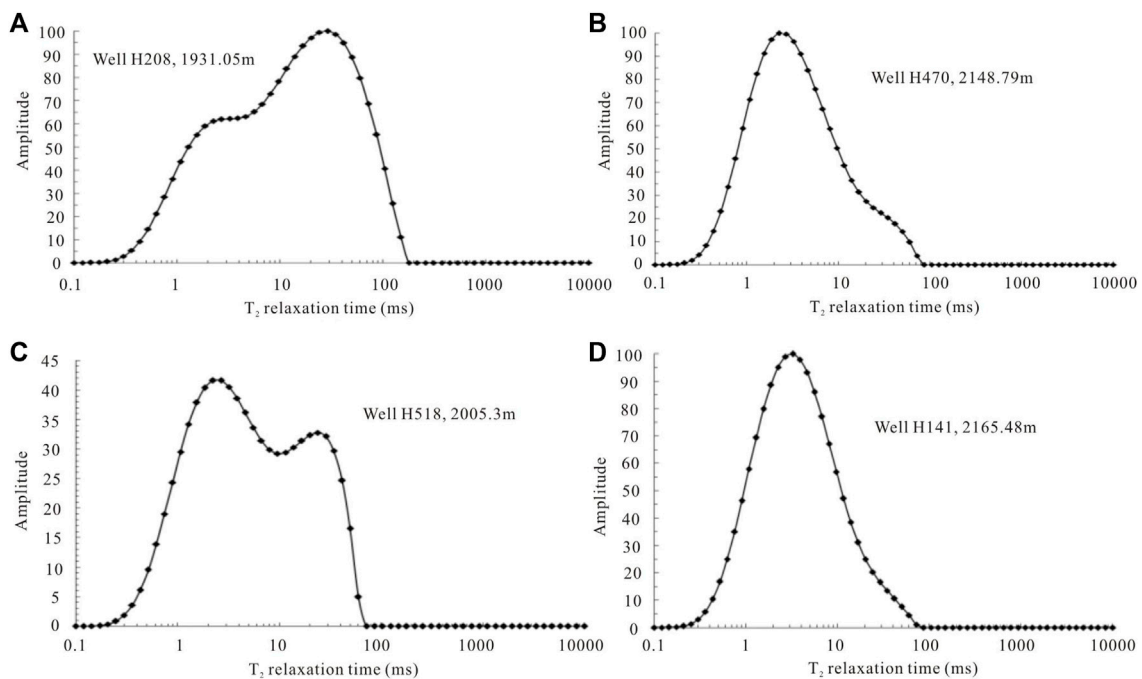 A
Well H208, 1931.05m
Amplitude
100
90
80
70
60
50
40
30
20
10
0
0.1 1 10 100 1000 10000
T2 relaxation time (ms)
B
Well H470, 2148.79m
Amplitude
100
90
80
70
60
50
40
30
20
10
0
0.1 1 10 100 1000 10000
T2 relaxation time (ms)
C
Well H518, 2005.3m
Amplitude
45
40
35
30
25
20
15
10
5
0
0.1 1 10 100 1000 10000
T2 relaxation time (ms)
D
Well H141, 2165.48m
Amplitude
100
90
80
70
60
50
40
30
20
10
0
0.1 1 10 100 1000 10000
T2 relaxation time (ms)